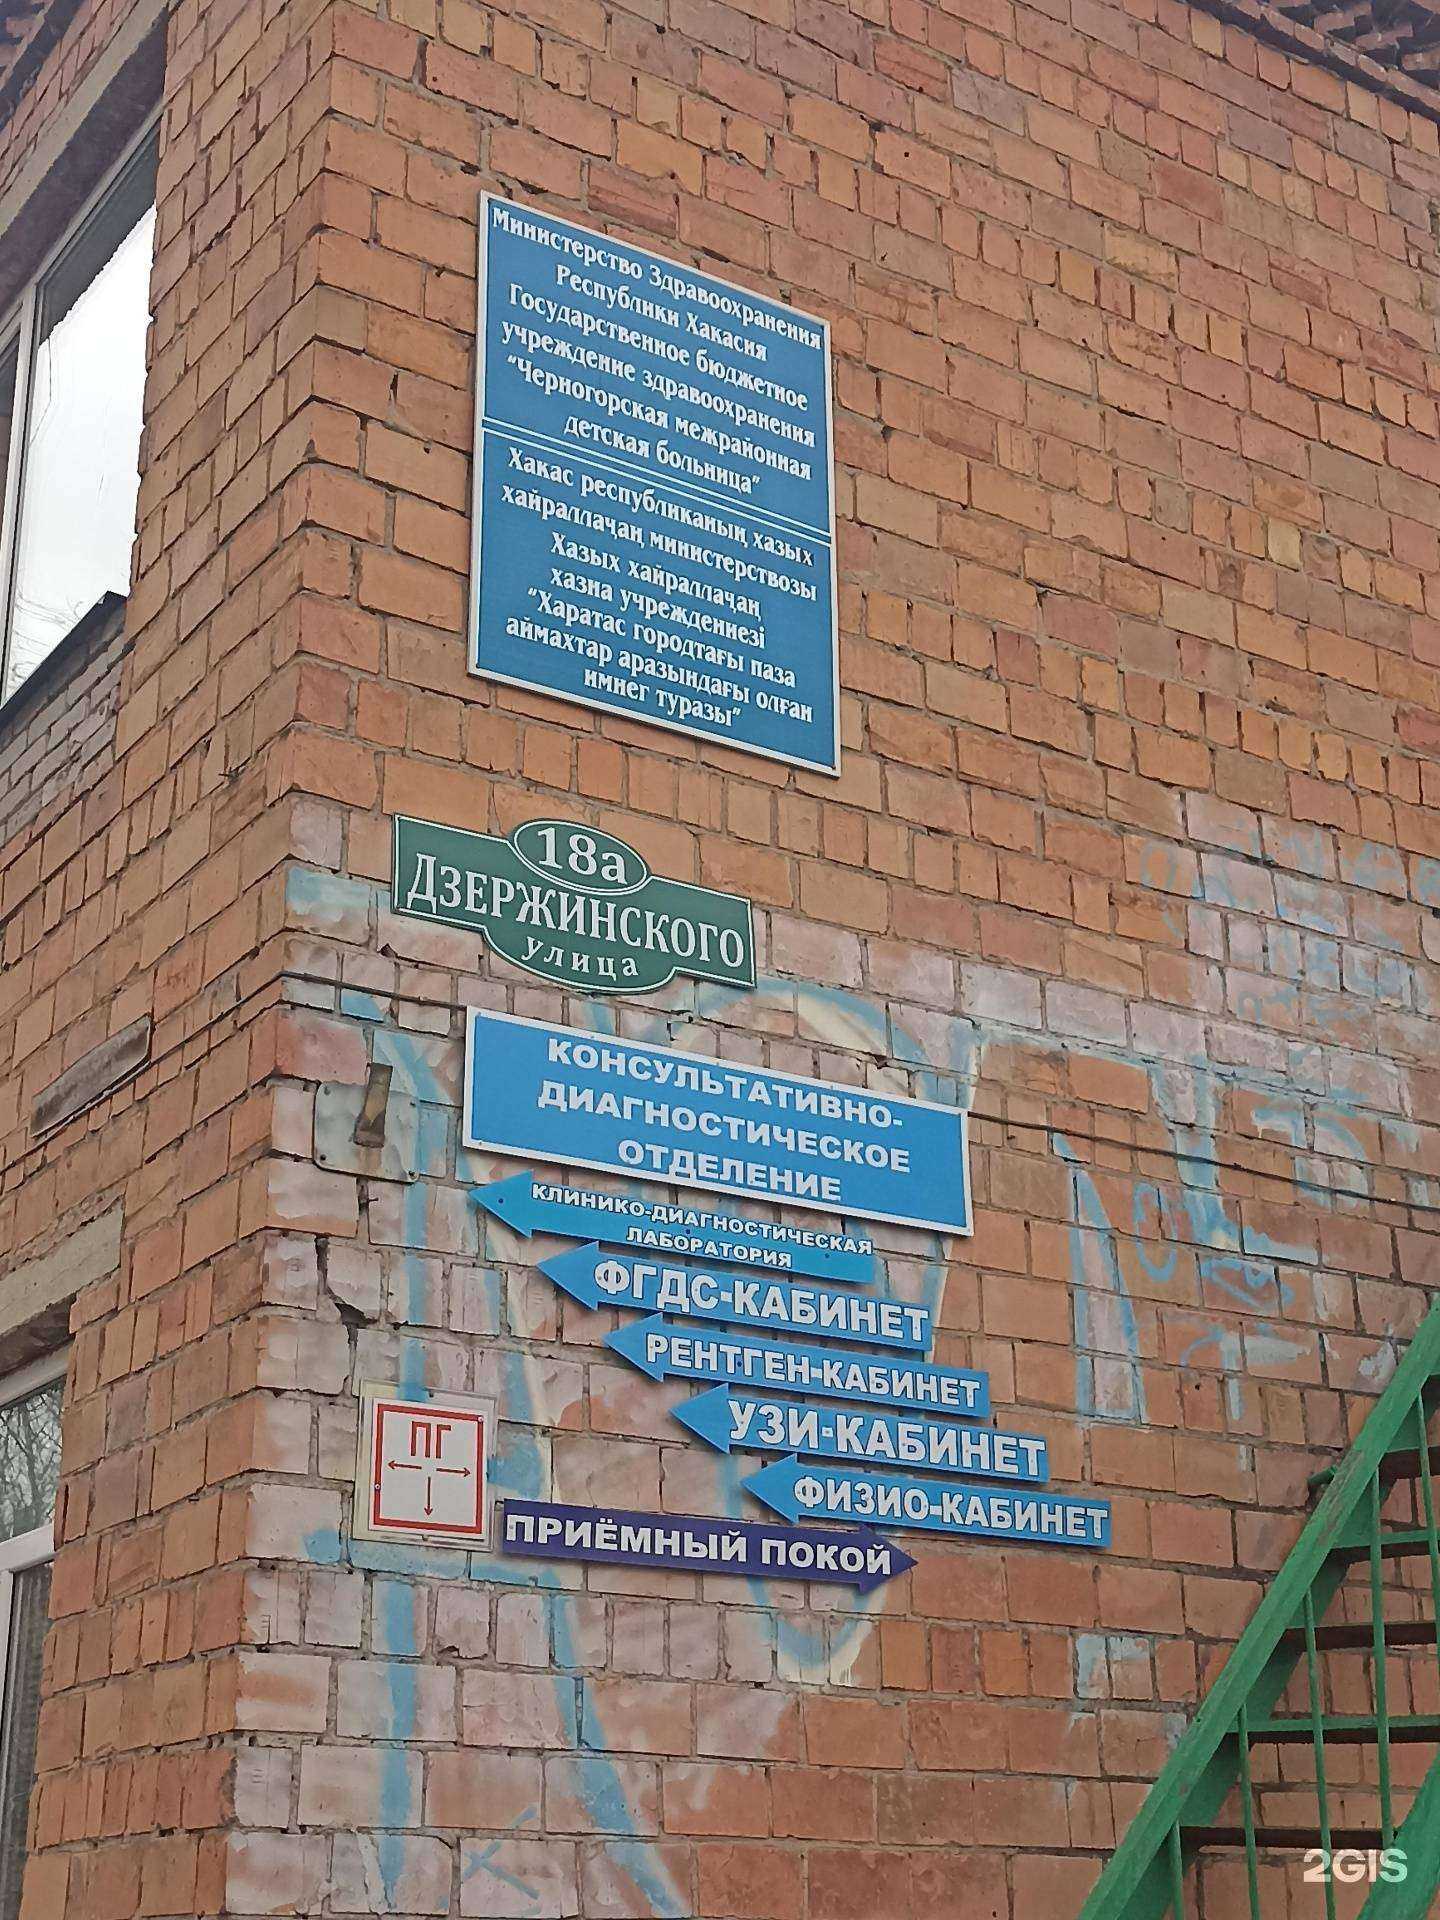 Министерство Здравоохранения
Республики Хакасия
Государственное бюджетное
учреждение здравоохранения
"Черногорская межрайонная
детская больница"
Хакас республиканың хазых
хайраллаҷаң министерствозы
Хазых хайраллаҷаң
хазна учреждениезі
"Харатас городтағы паза
аймахтар аразындағы олған
имнег туразы"
18а
ДЗЕРЖИНСКОГО
улица
КОНСУЛЬТАТИВНО-
ДИАГНОСТИЧЕСКОЕ
ОТДЕЛЕНИЕ
КЛИНИКО-ДИАГНОСТИЧЕСКАЯ
ЛАБОРАТОРИЯ
ФГДС-КАБИНЕТ
РЕНТГЕН-КАБИНЕТ
УЗИ-КАБИНЕТ
ФИЗИО-КАБИНЕТ
ПГ
ПРИЁМНЫЙ ПОКОЙ
2GIS